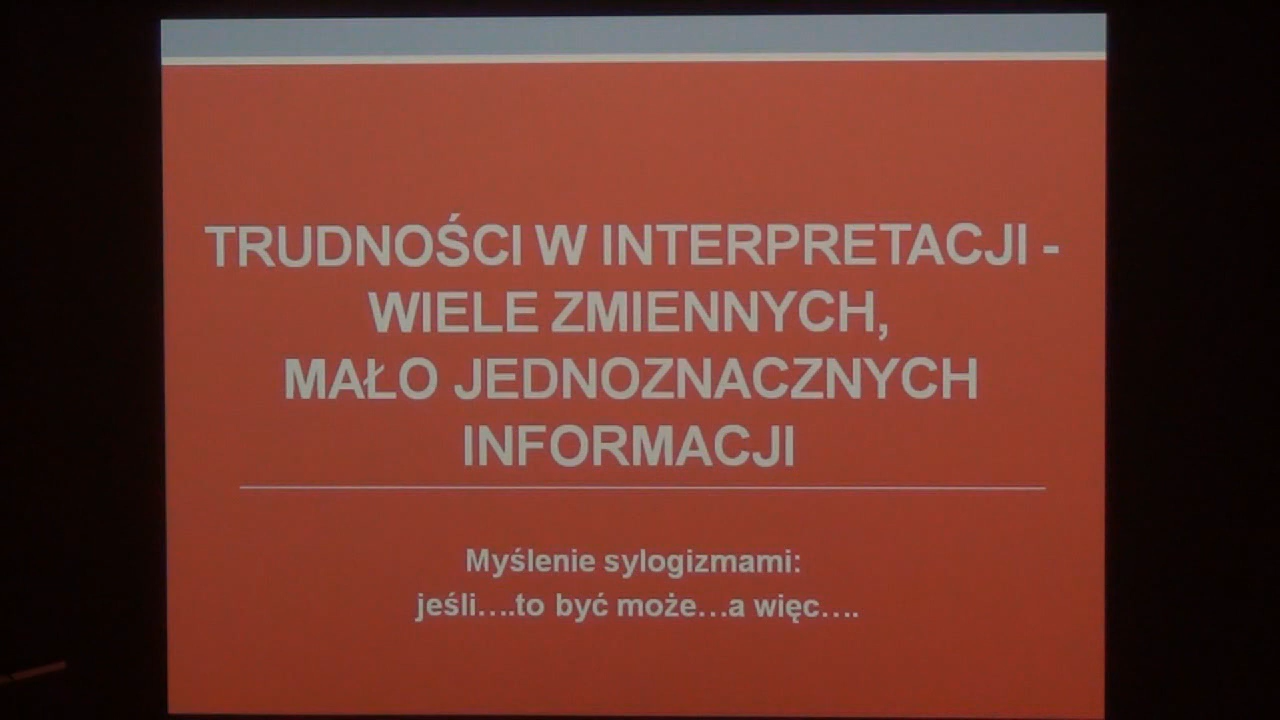 TRUDNOŚCI W INTERPRETACJI -
WIELE ZMIENNYCH,
MAŁO JEDNOZNACZNYCH
INFORMACJI
Myślenie sylogizmami:
jeśli….to być może…a więc….